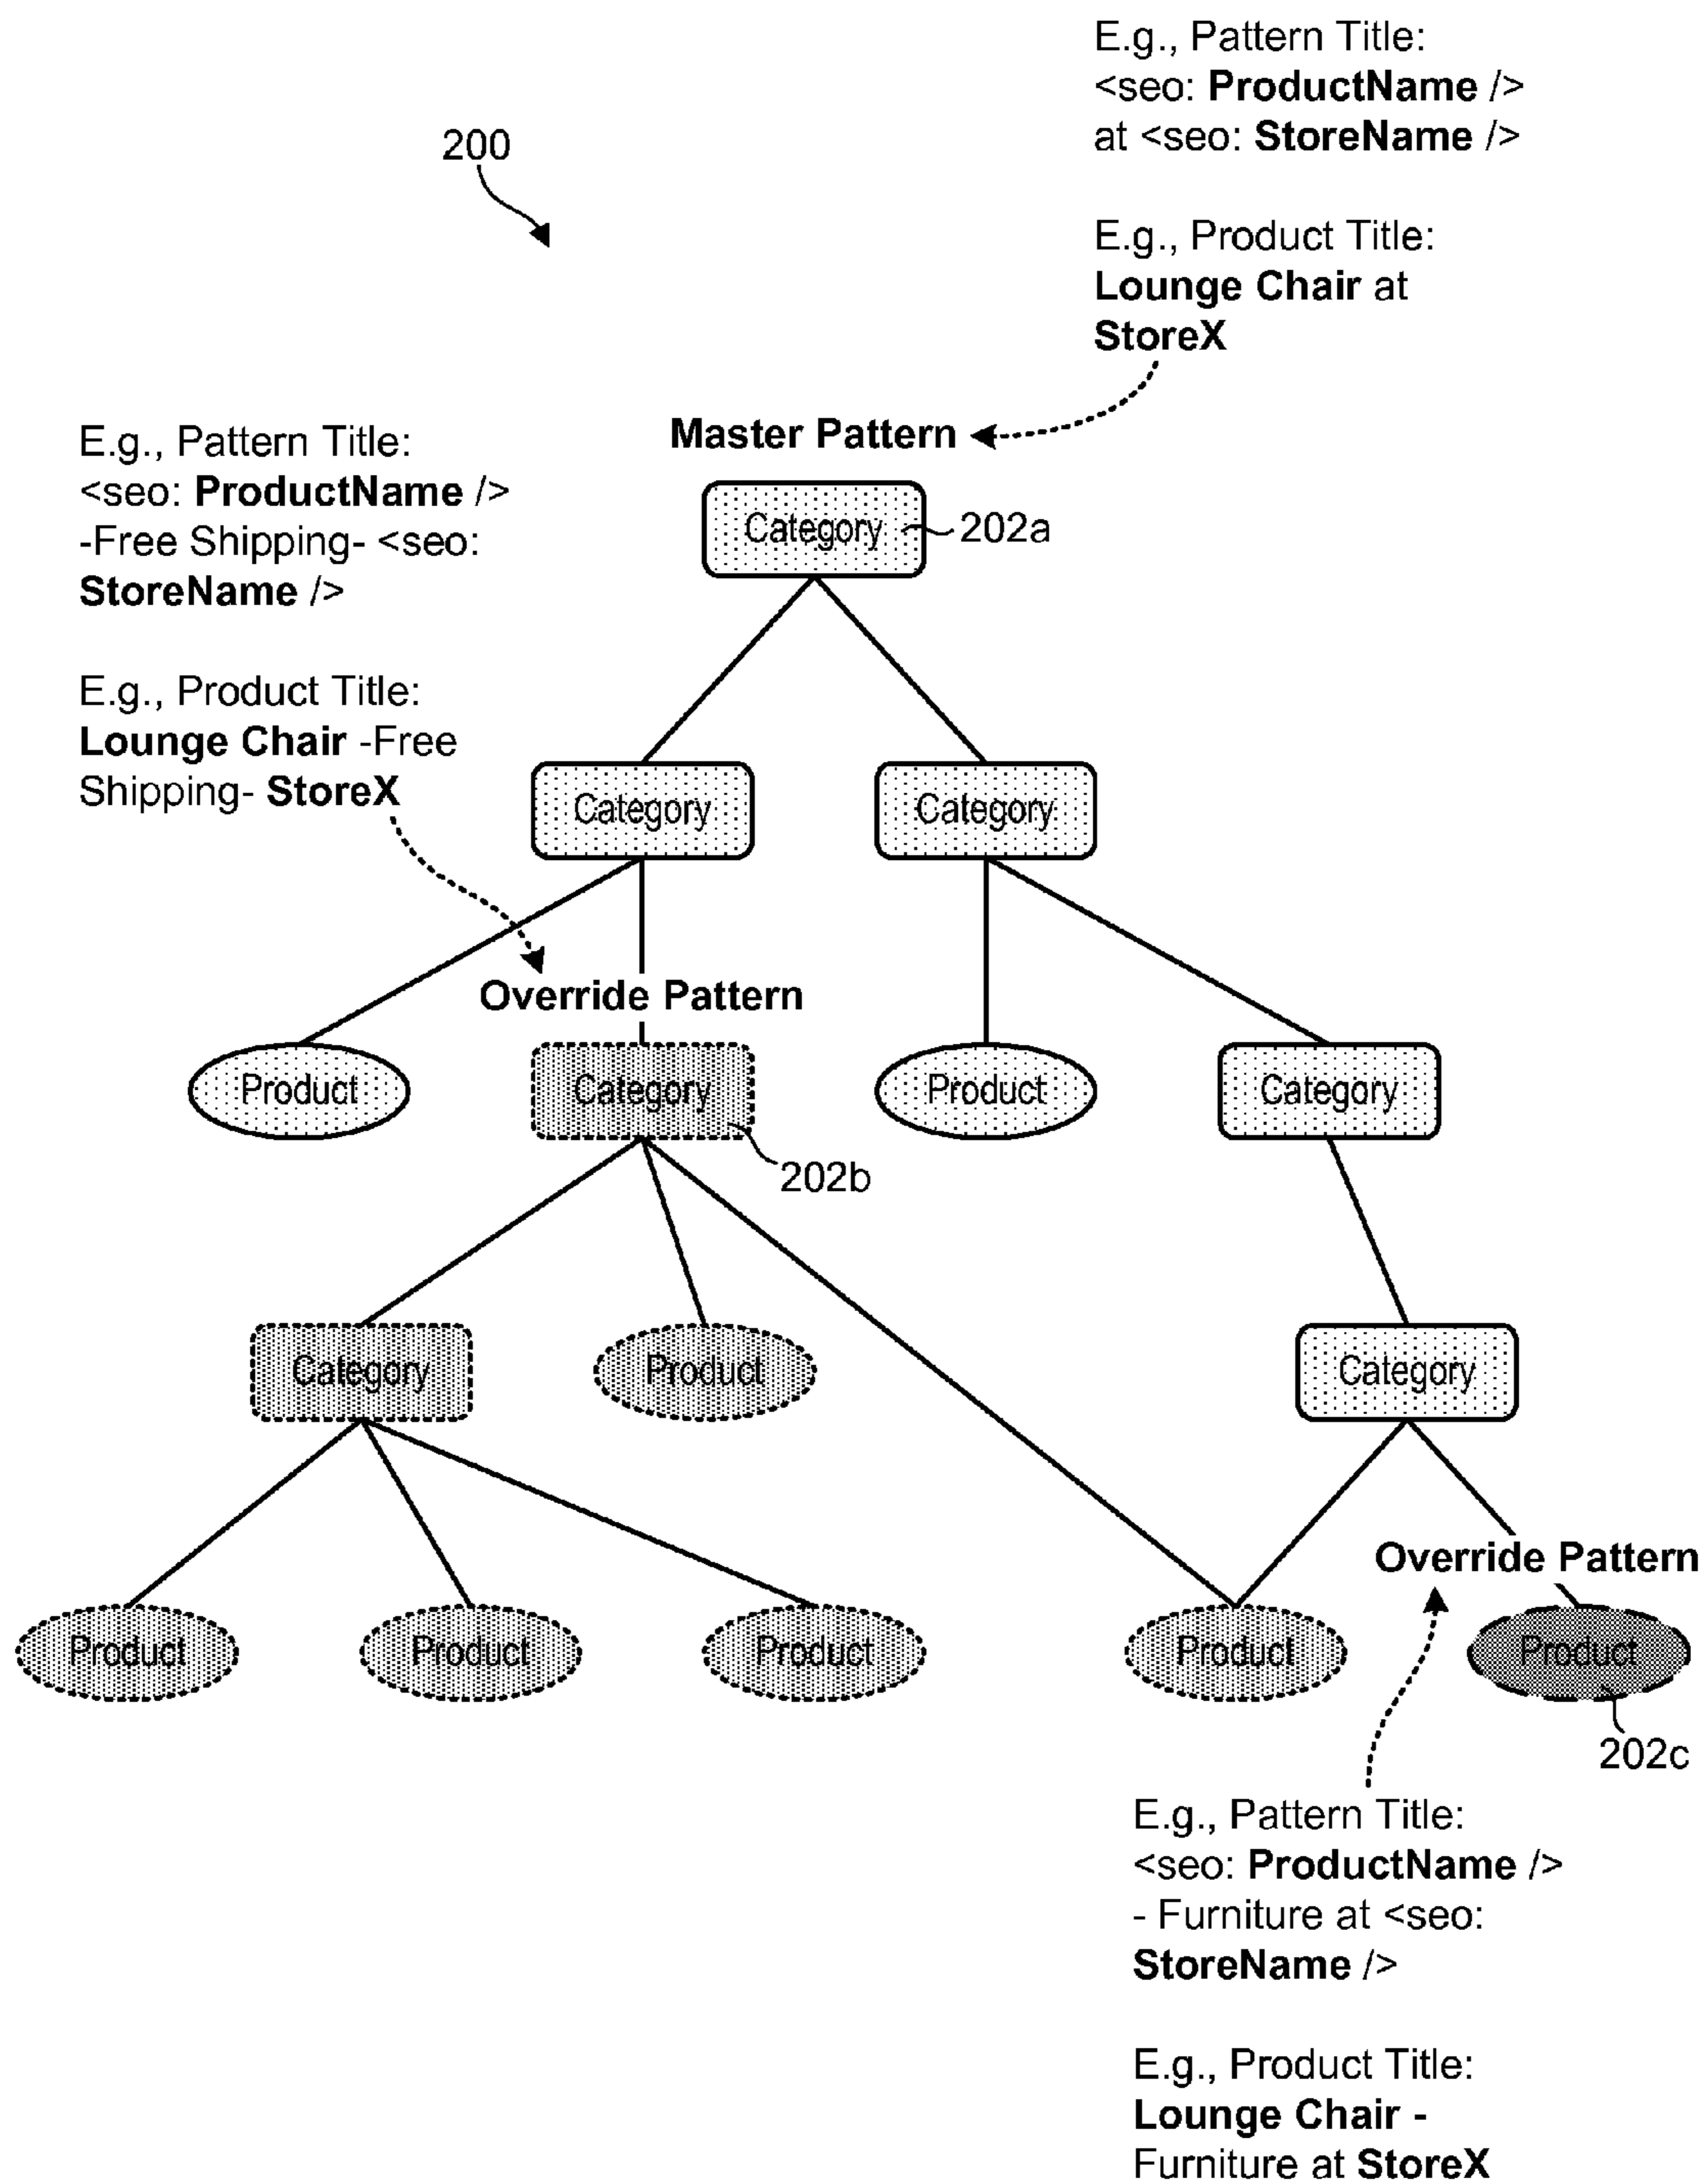 E.g., Pattern Title:
<seo: ProductName />
at <seo: StoreName />
200
E.g., Product Title:
Lounge Chair at
StoreX
Master Pattern
E.g., Pattern Title:
<seo: ProductName />
-Free Shipping- <seo:
StoreName />
Category
202a
E.g., Product Title:
Lounge Chair -Free
Shipping- StoreX
Category
Category
Override Pattern
Product
Category
Product
Category
202b
Category
Product
Category
Override Pattern
Product
Product
Product
Product
Product
202c
E.g., Pattern Title:
<seo: ProductName />
- Furniture at <seo:
StoreName />
E.g., Product Title:
Lounge Chair -
Furniture at StoreX